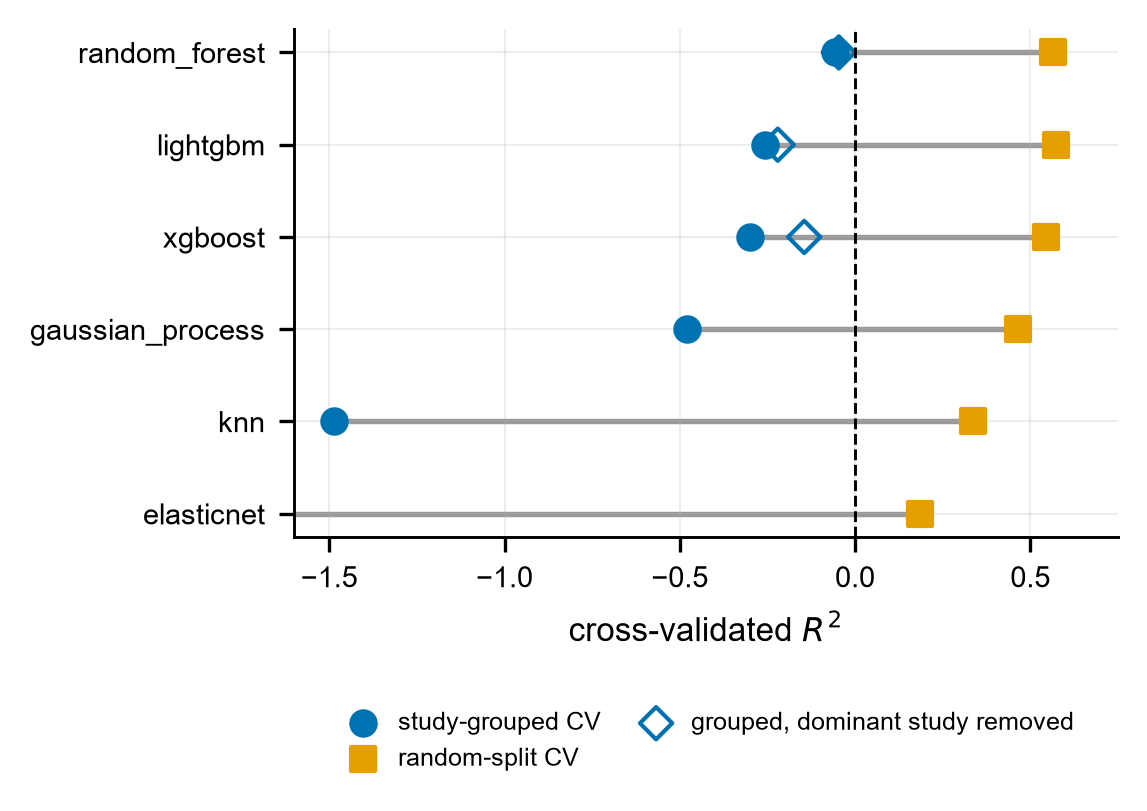 random_forest
lightgbm
xgboost
gaussian_process
knn
elasticnet
−1.5 −1.0 −0.5 0.0 0.5
cross-validated R²
study-grouped CV
random-split CV
grouped, dominant study removed